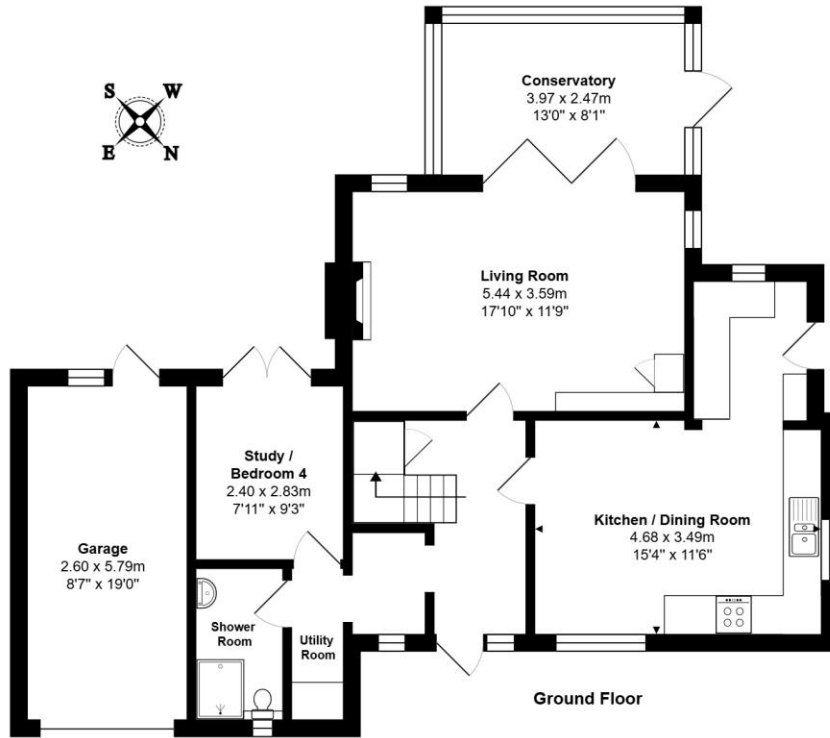 S W
E N
Conservatory
3.97 x 2.47m
13'0" x 8'1"
Living Room
5.44 x 3.59m
17'10" x 11'9"
Study /
Bedroom 4
2.40 x 2.83m
7'11" x 9'3"
Kitchen / Dining Room
4.68 x 3.49m
15'4" x 11'6"
Garage
2.60 x 5.79m
8'7" x 19'0"
Shower
Room
Utility
Room
Ground Floor